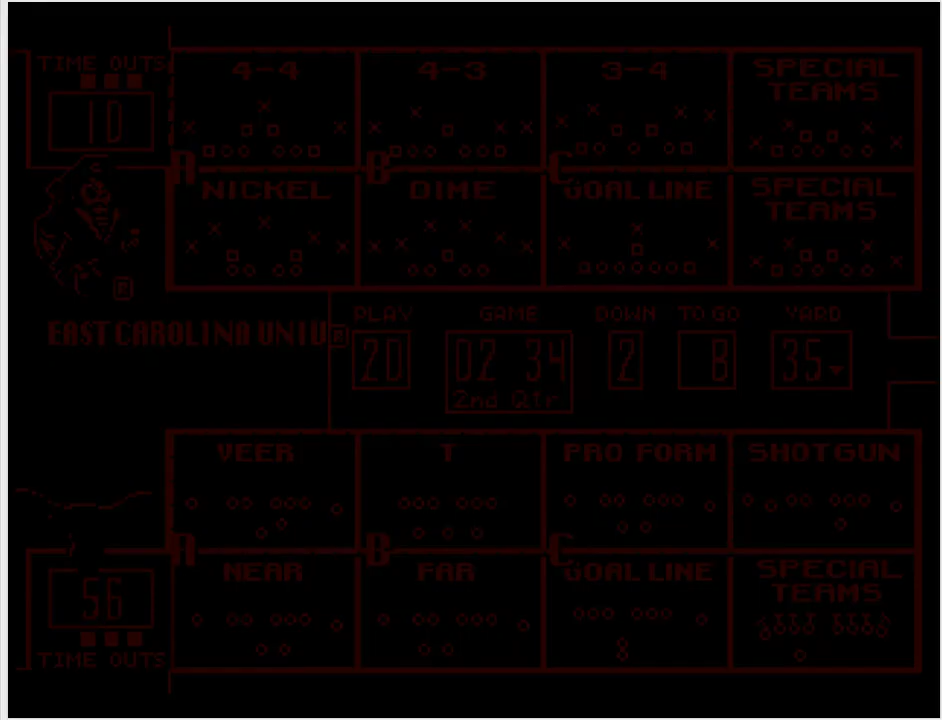 TIME OUTS
10
4-4
4-3
3-4
SPECIAL
TEAMS
A
B
C
NICKEL
DIME
GOAL LINE
SPECIAL
TEAMS
R
EAST CAROLINA UNIV
R
PLAY
GAME
DOWN
TO GO
YARD
20
02 34
2
8
35
2nd Qtr
VEER
T
PRO FORM
SHOTGUN
A
B
C
NEAR
FAR
GOAL LINE
SPECIAL
TEAMS
56
TIME OUTS